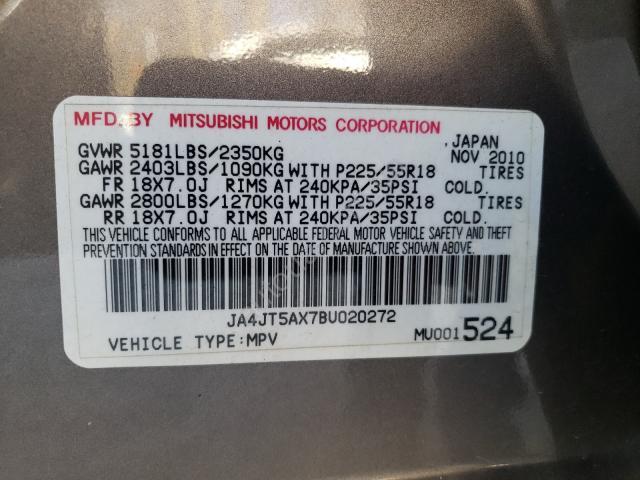 MFD. BY MITSUBISHI MOTORS CORPORATION
GVWR 5181LBS/2350KG , JAPAN NOV 2010
GAWR 2403LBS/1090KG WITH P225/55R18 TIRES
FR 18X7.0J RIMS AT 240KPA/35PSI COLD.
GAWR 2800LBS/1270KG WITH P225/55R18 TIRES
RR 18X7.0J RIMS AT 240KPA/35PSI COLD.
THIS VEHICLE CONFORMS TO ALL APPLICABLE FEDERAL MOTOR VEHICLE SAFETY AND THEFT
PREVENTION STANDARDS IN EFFECT ON THE DATE OF MANUFACTURE SHOWN ABOVE.
JA4JT5AX7BU020272
VEHICLE TYPE:MPV MU001524